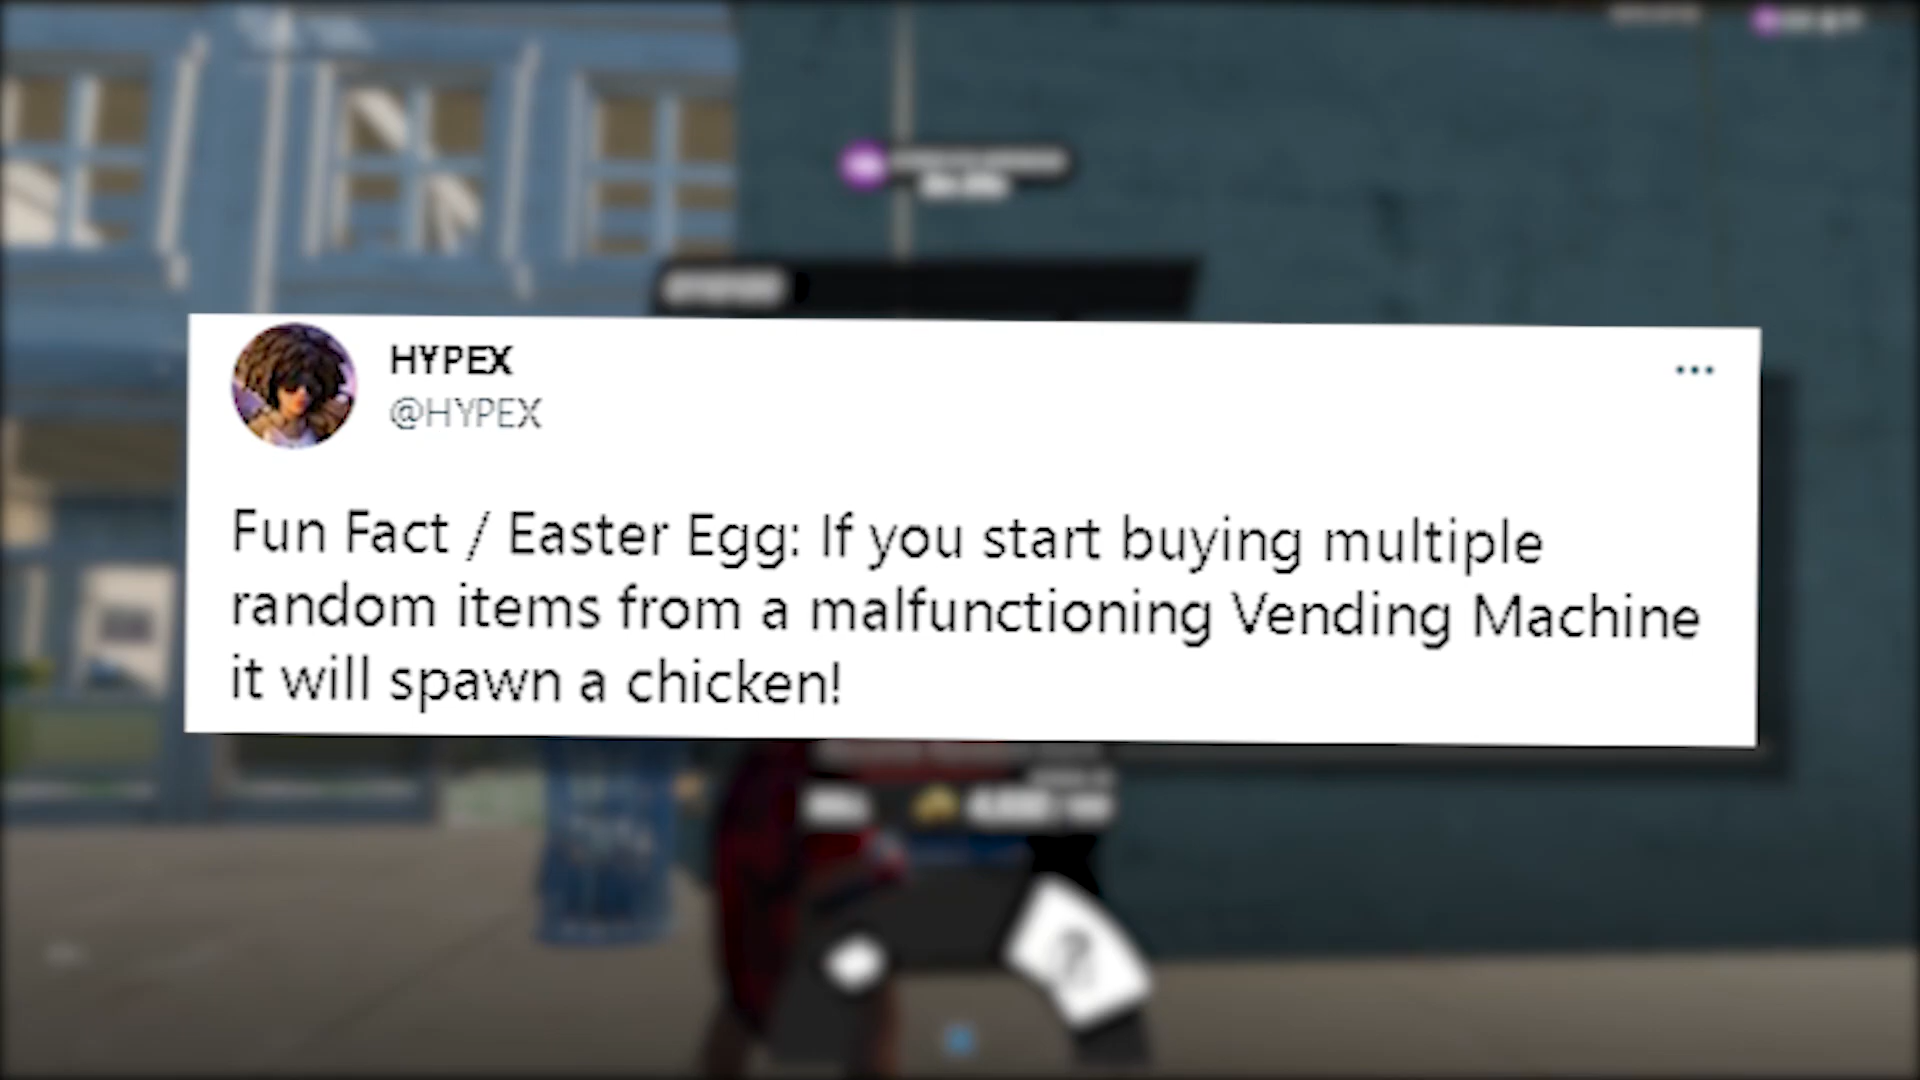 HYPEX
@HYPEX
Fun Fact / Easter Egg: If you start buying multiple
random items from a malfunctioning Vending Machine
it will spawn a chicken!